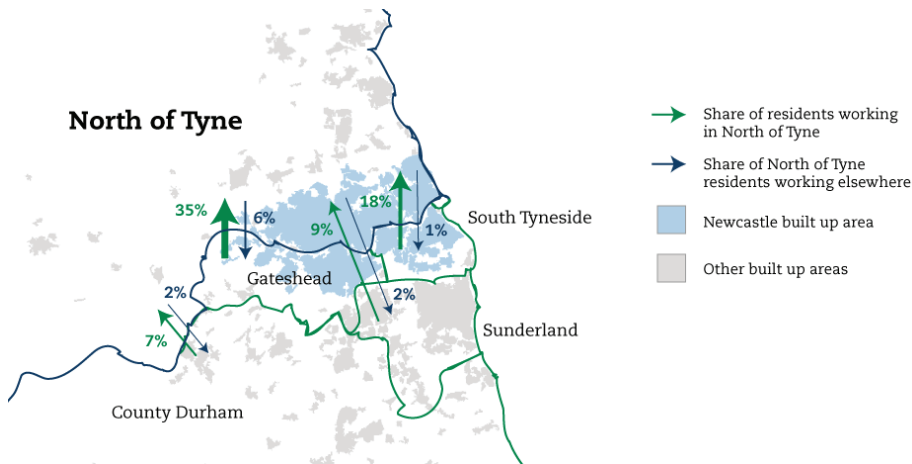 North of Tyne
35%
6%
9%
18%
1%
South Tyneside
Gateshead
2%
2%
7%
Sunderland
County Durham
Share of residents working
in North of Tyne
Share of North of Tyne
residents working elsewhere
Newcastle built up area
Other built up areas